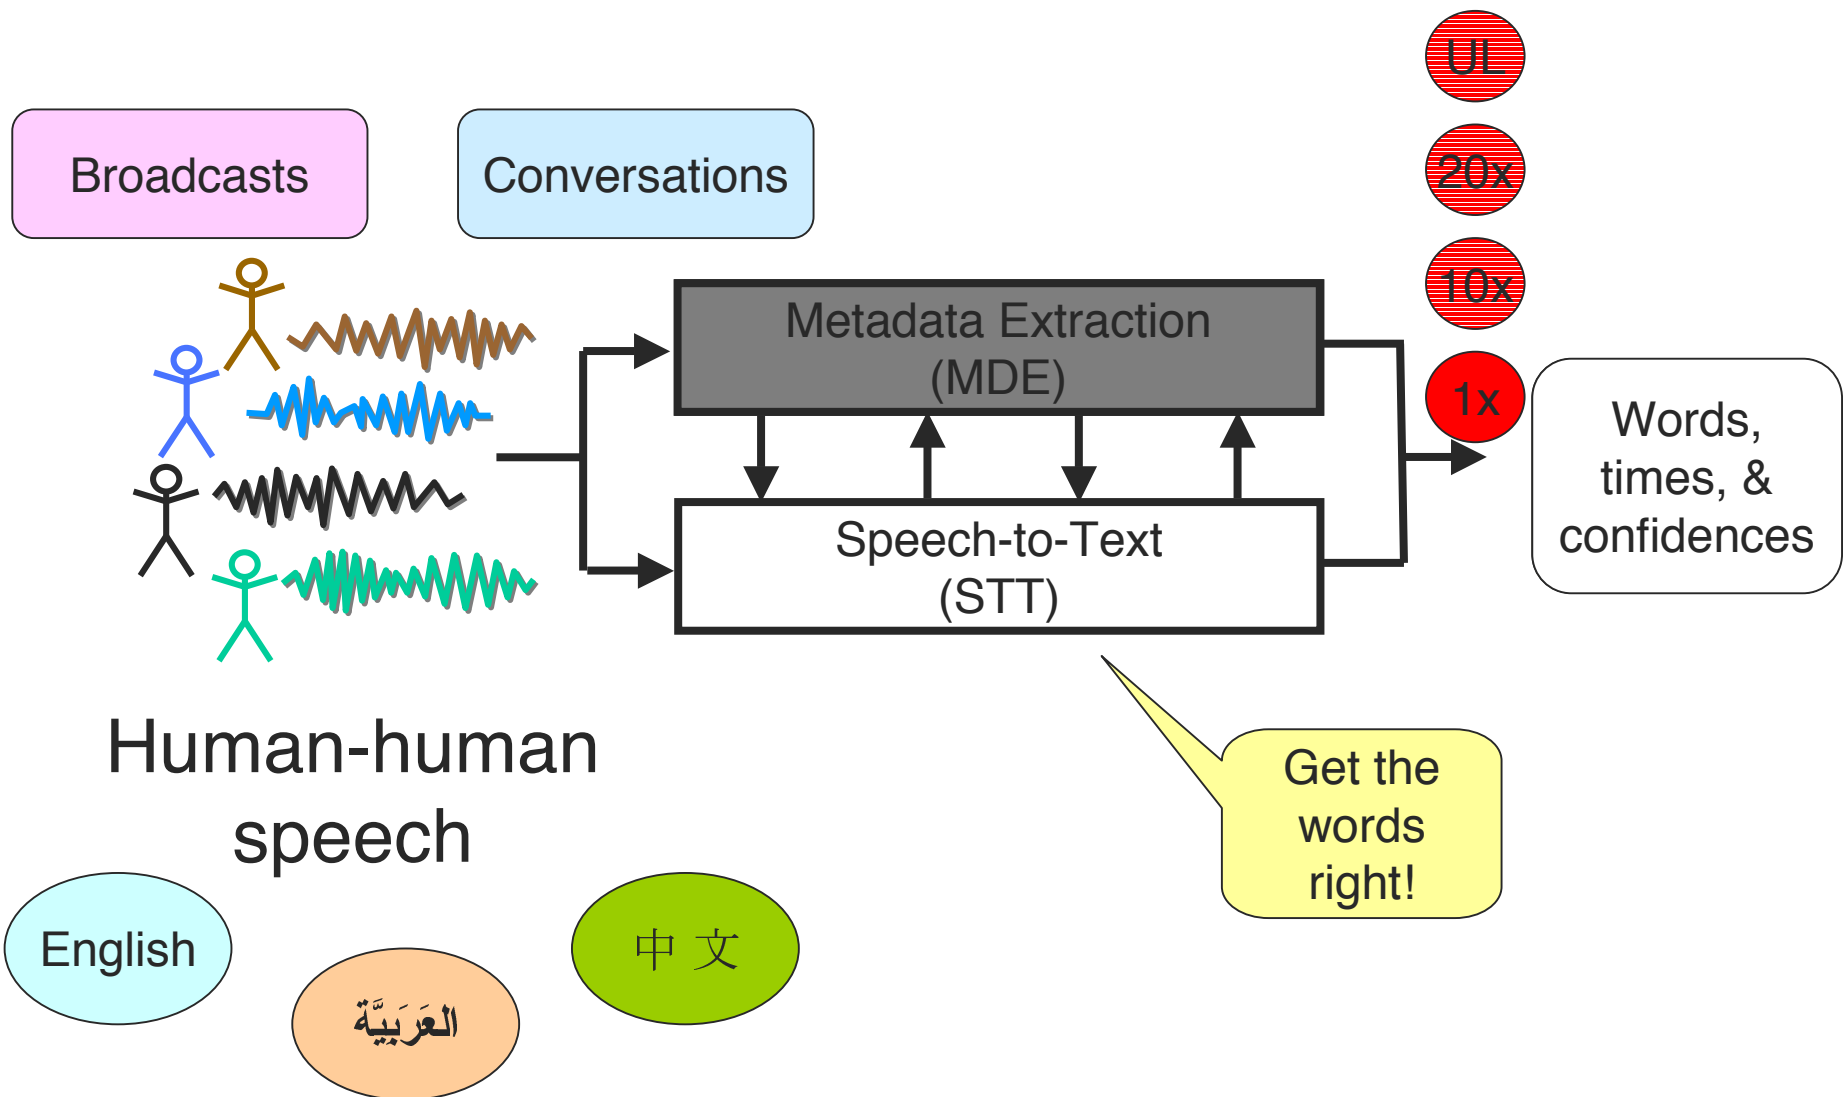 UL
Broadcasts
Conversations
20x
10x
Metadata Extraction
(MDE)
1x
Words,
times, &
confidences
Speech-to-Text
(STT)
Human-human
speech
Get the
words
right!
English
العَرَبِيَّة
中 文